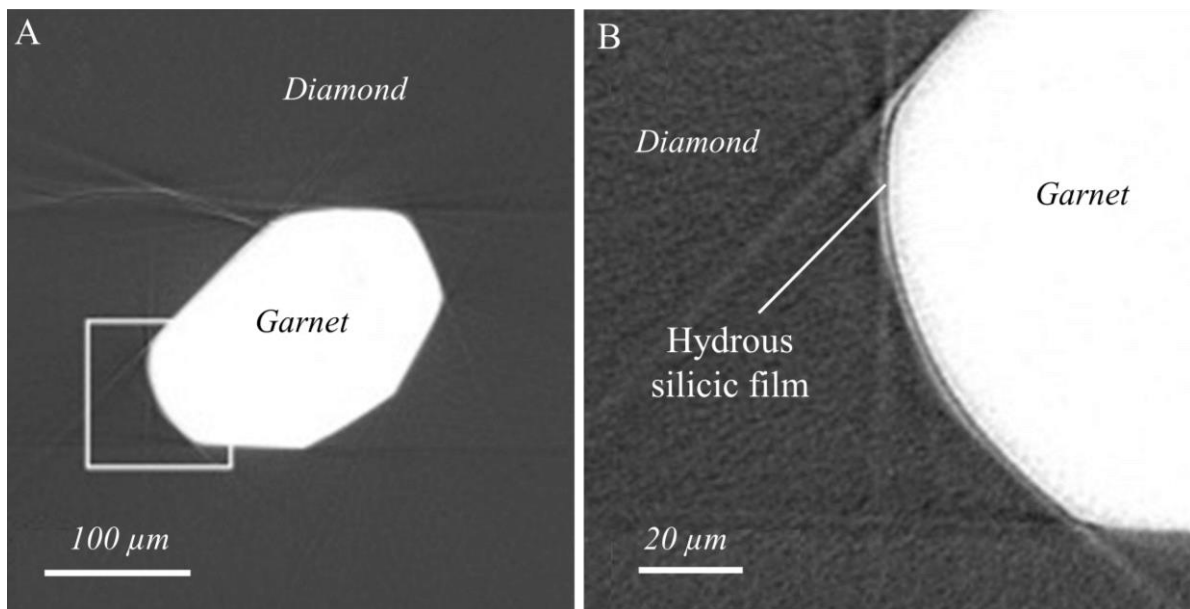 A
Diamond
Garnet
100 µm
B
Diamond
Garnet
Hydrous
silicic film
20 µm